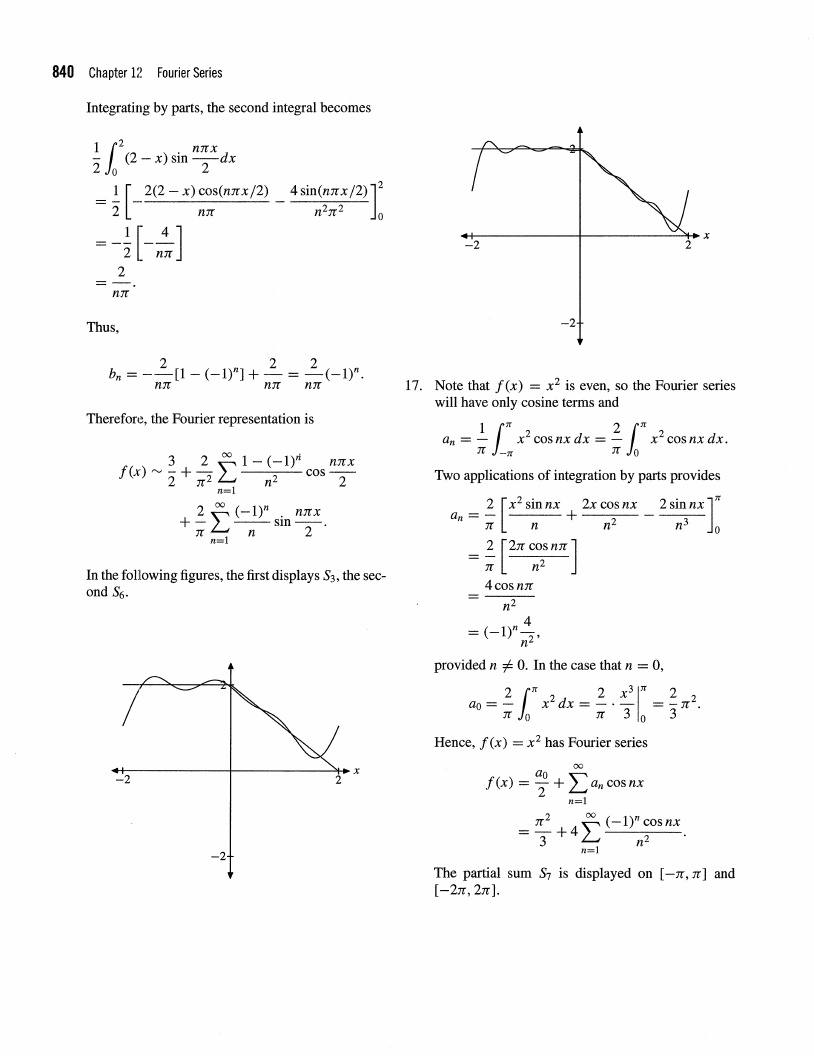 840 Chapter 12 Fourier Series
Integrating by parts, the second integral becomes
\frac{1}{2} \int_0^2 (2 - x) \sin \frac{n\pi x}{2} dx
= \frac{1}{2} \left[ -\frac{2(2 - x) \cos(n\pi x/2)}{n\pi} - \frac{4 \sin(n\pi x/2)}{n^2\pi^2} \right]_0^2
= -\frac{1}{2} \left[ -\frac{4}{n\pi} \right]
= \frac{2}{n\pi}.
Thus,
b_n = -\frac{2}{n\pi}[1 - (-1)^n] + \frac{2}{n\pi} = \frac{2}{n\pi}(-1)^n.
Therefore, the Fourier representation is
f(x) \sim \frac{3}{2} + \frac{2}{\pi^2} \sum_{n=1}^{\infty} \frac{1 - (-1)^n}{n^2} \cos \frac{n\pi x}{2}
+ \frac{2}{\pi} \sum_{n=1}^{\infty} \frac{(-1)^n}{n} \sin \frac{n\pi x}{2}.
In the following figures, the first displays S_3, the sec-
ond S_6.
2
x
-2 2
-2
2
x
-2 2
-2
17. Note that f(x) = x^2 is even, so the Fourier series
will have only cosine terms and
a_n = \frac{1}{\pi} \int_{-\pi}^{\pi} x^2 \cos nx \, dx = \frac{2}{\pi} \int_0^{\pi} x^2 \cos nx \, dx.
Two applications of integration by parts provides
a_n = \frac{2}{\pi} \left[ \frac{x^2 \sin nx}{n} + \frac{2x \cos nx}{n^2} - \frac{2 \sin nx}{n^3} \right]_0^{\pi}
= \frac{2}{\pi} \left[ \frac{2\pi \cos n\pi}{n^2} \right]
= \frac{4 \cos n\pi}{n^2}
= (-1)^n \frac{4}{n^2},
provided n \neq 0. In the case that n = 0,
a_0 = \frac{2}{\pi} \int_0^{\pi} x^2 \, dx = \frac{2}{\pi} \cdot \frac{x^3}{3} \Big|_0^{\pi} = \frac{2}{3}\pi^2.
Hence, f(x) = x^2 has Fourier series
f(x) = \frac{a_0}{2} + \sum_{n=1}^{\infty} a_n \cos nx
= \frac{\pi^2}{3} + 4 \sum_{n=1}^{\infty} \frac{(-1)^n \cos nx}{n^2}.
The partial sum S_7 is displayed on [-\pi, \pi] and
[-2\pi, 2\pi].